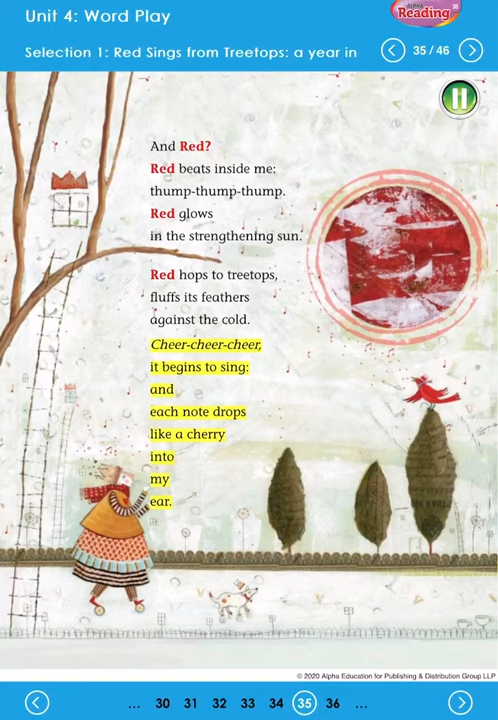 Unit 4: Word Play
ALPHA
Reading 3B
Selection 1: Red Sings from Treetops: a year in
35 / 46
And Red?
Red beats inside me:
thump-thump-thump.
Red glows
in the strengthening sun.
Red hops to treetops,
fluffs its feathers
against the cold.
Cheer-cheer-cheer,
it begins to sing:
and
each note drops
like a cherry
into
my
ear.
© 2020 Alpha Education for Publishing & Distribution Group LLP
... 30 31 32 33 34 35 36 ...